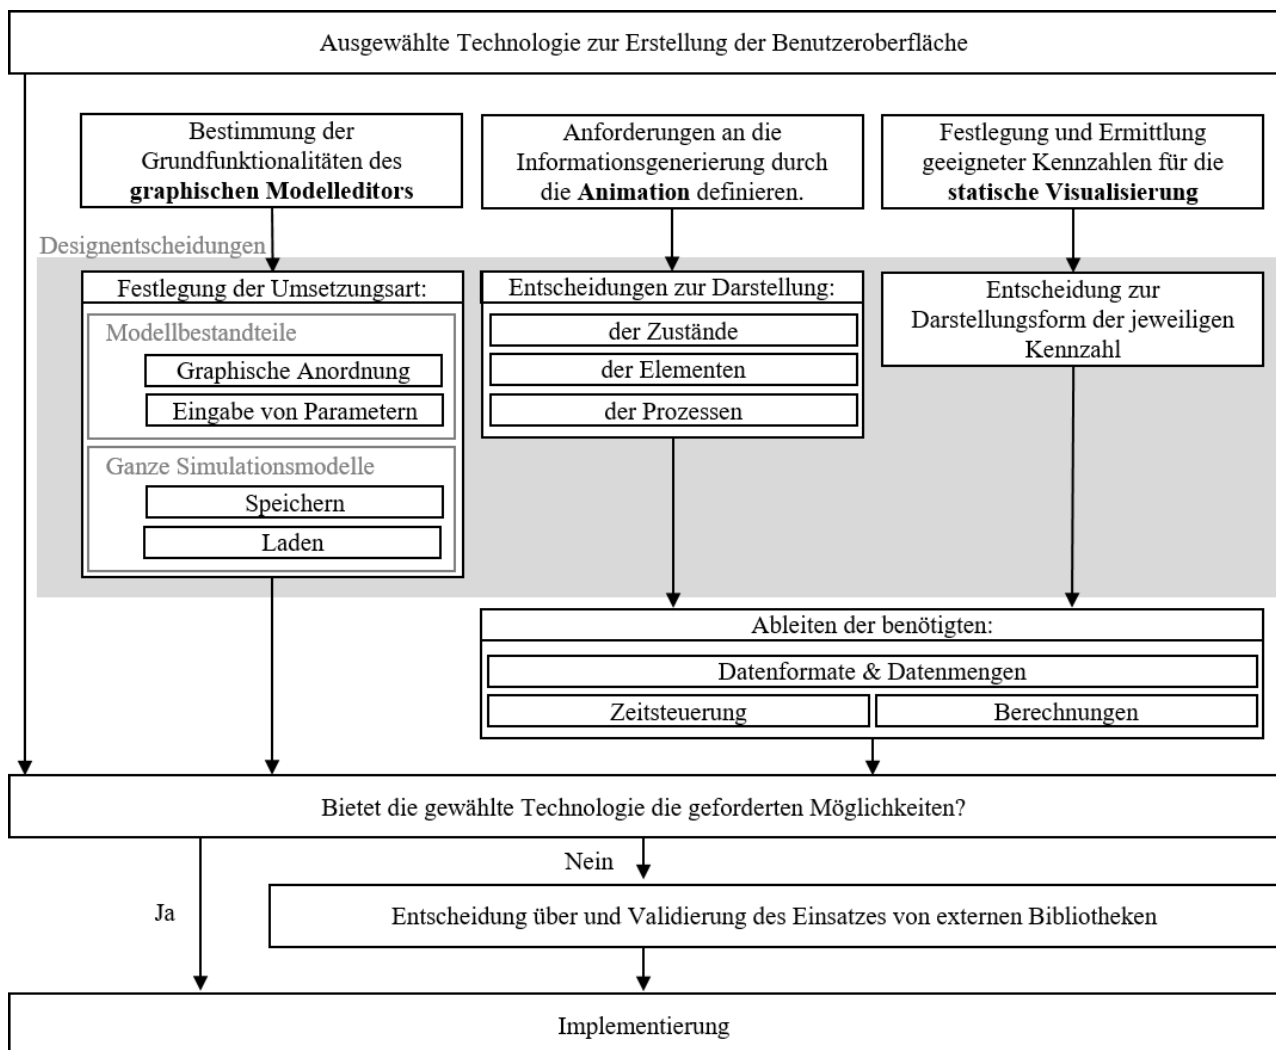 Ausgewählte Technologie zur Erstellung der Benutzeroberfläche
Bestimmung der
Grundfunktionalitäten des
graphischen Modelleditors
Anforderungen an die
Informationsgenerierung durch
die Animation definieren.
Festlegung und Ermittlung
geeigneter Kennzahlen für die
statische Visualisierung
Designentscheidungen
Festlegung der Umsetzungsart:
Modellbestandteile
Graphische Anordnung
Eingabe von Parametern
Ganze Simulationsmodelle
Speichern
Laden
Entscheidungen zur Darstellung:
der Zustände
der Elementen
der Prozessen
Entscheidung zur
Darstellungsform der jeweiligen
Kennzahl
Ableiten der benötigten:
Datenformate & Datenmengen
Zeitsteuerung
Berechnungen
Bietet die gewählte Technologie die geforderten Möglichkeiten?
Nein
Ja
Entscheidung über und Validierung des Einsatzes von externen Bibliotheken
Implementierung